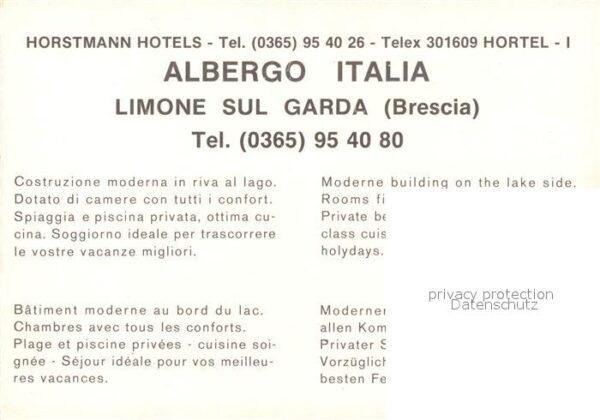 HORSTMANN HOTELS - Tel. (0365) 95 40 26 - Telex 301609 HORTEL - I
ALBERGO ITALIA
LIMONE SUL GARDA (Brescia)
Tel. (0365) 95 40 80
Costruzione moderna in riva al lago.
Dotato di camere con tutti i confort.
Spiaggia e piscina privata, ottima cu-
cina. Soggiorno ideale per trascorrere
le vostre vacanze migliori.
Moderne building on the lake side.
Rooms fi
Private be
class cuis
holydays.
Bâtiment moderne au bord du lac.
Chambres avec tous les conforts.
Plage et piscine privées - cuisine soi-
gnée - Séjour idéale pour vos meilleu-
res vacances.
Moderner
allen Kom
Privater S
Vorzüglich
besten Fe
privacy protection
Datenschutz